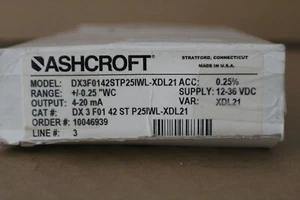 ASHCROFT
STRATFORD, CONNECTICUT
MADE IN U.S.A.
MODEL: DX3F0142STP25IWL-XDL21 ACC: 0.25%
RANGE: +/-0.25 "WC SUPPLY: 12-36 VDC
OUTPUT: 4-20 mA VAR: XDL21
CAT #: DX 3 F01 42 ST P25IWL-XDL21
ORDER #: 10046939
LINE #: 3